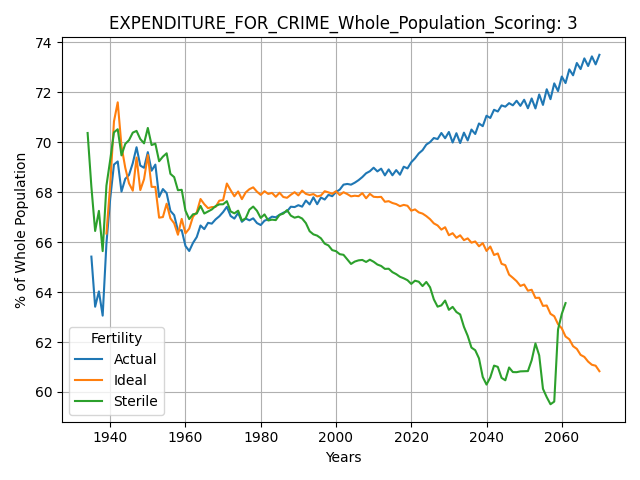 EXPENDITURE_FOR_CRIME_Whole_Population_Scoring: 3
% of Whole Population
74
72
70
68
66
64
62
60
Fertility
Actual
Ideal
Sterile
1940 1960 1980 2000 2020 2040 2060
Years